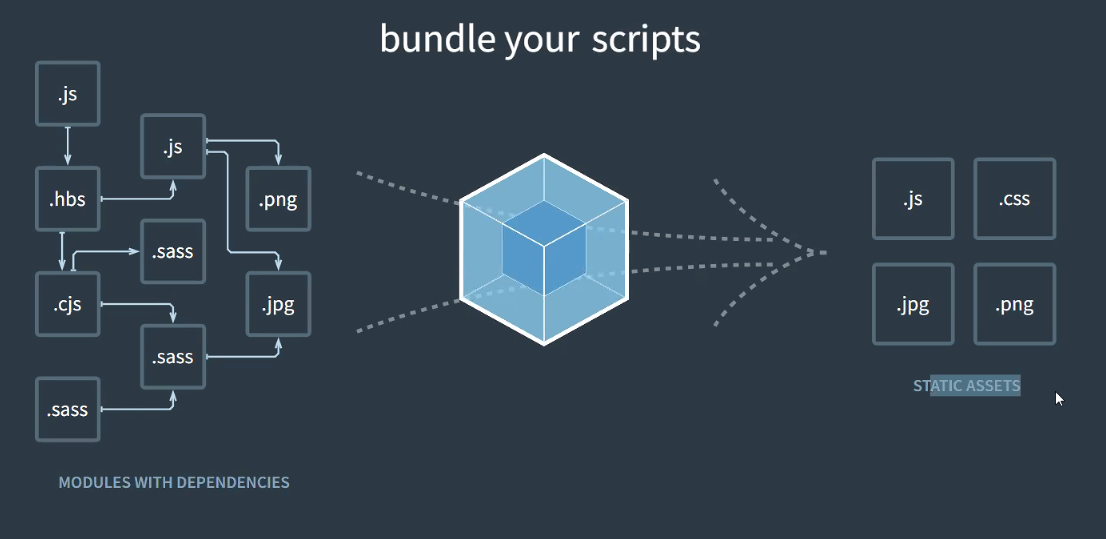 bundle your scripts
.js
.js
.hbs
.png
.sass
.cjs
.jpg
.sass
.sass
MODULES WITH DEPENDENCIES
.js
.css
.jpg
.png
STATIC ASSETS